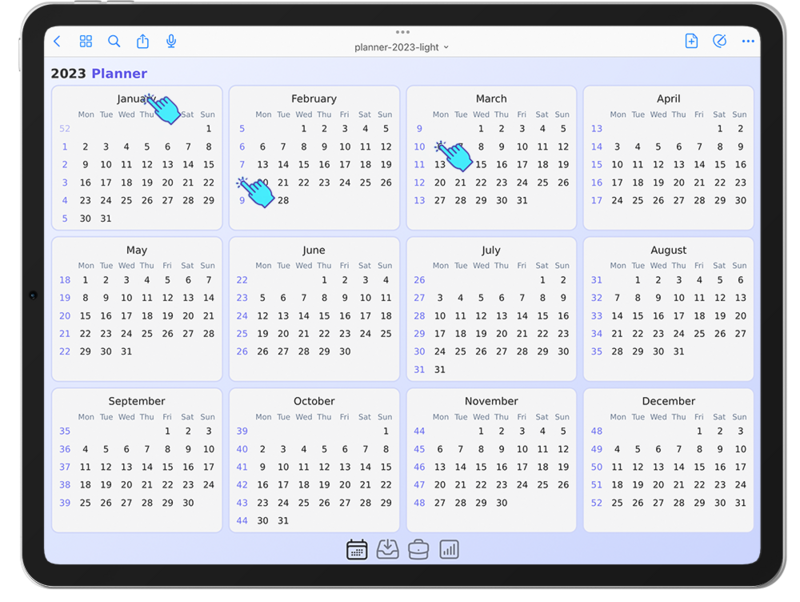 planner-2023-light
2023 Planner
Mon Tue Wed Thu Sat Sun
52 1
1 2 3 4 5 6 7 8
2 9 10 11 12 13 14 15
3 16 17 18 19 20 21 22
4 23 24 25 26 27 28 29
5 30 31
February
Mon Tue Wed Thu Fri Sat Sun
5 1 2 3 4 5
6 6 7 8 9 10 11 12
7 13 14 15 16 17 18 19
21 22 23 24 25 26
9 28
March
Mon Tue Wed Thu Fri Sat Sun
9 1 2 3 4 5
10 8 9 10 11 12
11 13 15 16 17 18 19
12 20 21 22 23 24 25 26
13 27 28 29 30 31
April
Mon Tue Wed Thu Fri Sat Sun
13 1 2
14 3 4 5 6 7 8 9
15 10 11 12 13 14 15 16
16 17 18 19 20 21 22 23
17 24 25 26 27 28 29 30
May
Mon Tue Wed Thu Fri Sat Sun
18 1 2 3 4 5 6 7
19 8 9 10 11 12 13 14
20 15 16 17 18 19 20 21
21 22 23 24 25 26 27 28
22 29 30 31
June
Mon Tue Wed Thu Fri Sat Sun
22 1 2 3 4
23 5 6 7 8 9 10 11
24 12 13 14 15 16 17 18
25 19 20 21 22 23 24 25
26 26 27 28 29 30
July
Mon Tue Wed Thu Fri Sat Sun
26 1 2
27 3 4 5 6 7 8 9
28 10 11 12 13 14 15 16
29 17 18 19 20 21 22 23
30 24 25 26 27 28 29 30
31 31
August
Mon Tue Wed Thu Fri Sat Sun
31 1 2 3 4 5 6
32 7 8 9 10 11 12 13
33 14 15 16 17 18 19 20
34 21 22 23 24 25 26 27
35 28 29 30 31
September
Mon Tue Wed Thu Fri Sat Sun
35 1 2 3
36 4 5 6 7 8 9 10
37 11 12 13 14 15 16 17
38 18 19 20 21 22 23 24
39 25 26 27 28 29 30
October
Mon Tue Wed Thu Fri Sat Sun
39 1
40 2 3 4 5 6 7 8
41 9 10 11 12 13 14 15
42 16 17 18 19 20 21 22
43 23 24 25 26 27 28 29
44 30 31
November
Mon Tue Wed Thu Fri Sat Sun
44 1 2 3 4 5
45 6 7 8 9 10 11 12
46 13 14 15 16 17 18 19
47 20 21 22 23 24 25 26
48 27 28 29 30
December
Mon Tue Wed Thu Fri Sat Sun
48 1 2 3
49 4 5 6 7 8 9 10
50 11 12 13 14 15 16 17
51 18 19 20 21 22 23 24
52 25 26 27 28 29 30 31